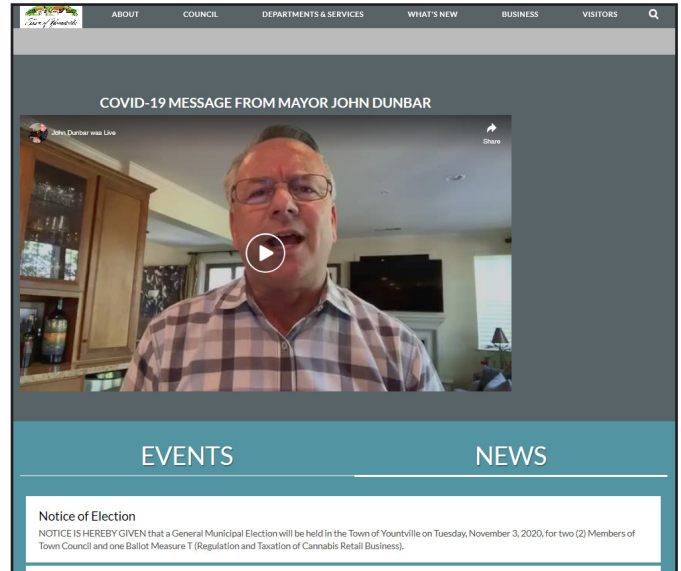 Town of Yountville
ABOUT
COUNCIL
DEPARTMENTS & SERVICES
WHAT'S NEW
BUSINESS
VISITORS
COVID-19 MESSAGE FROM MAYOR JOHN DUNBAR
John Dunbar was Live
Share
EVENTS
NEWS
Notice of Election
NOTICE IS HEREBY GIVEN that a General Municipal Election will be held in the Town of Yountville on Tuesday, November 3, 2020, for two (2) Members of
Town Council and one Ballot Measure T (Regulation and Taxation of Cannabis Retail Business).